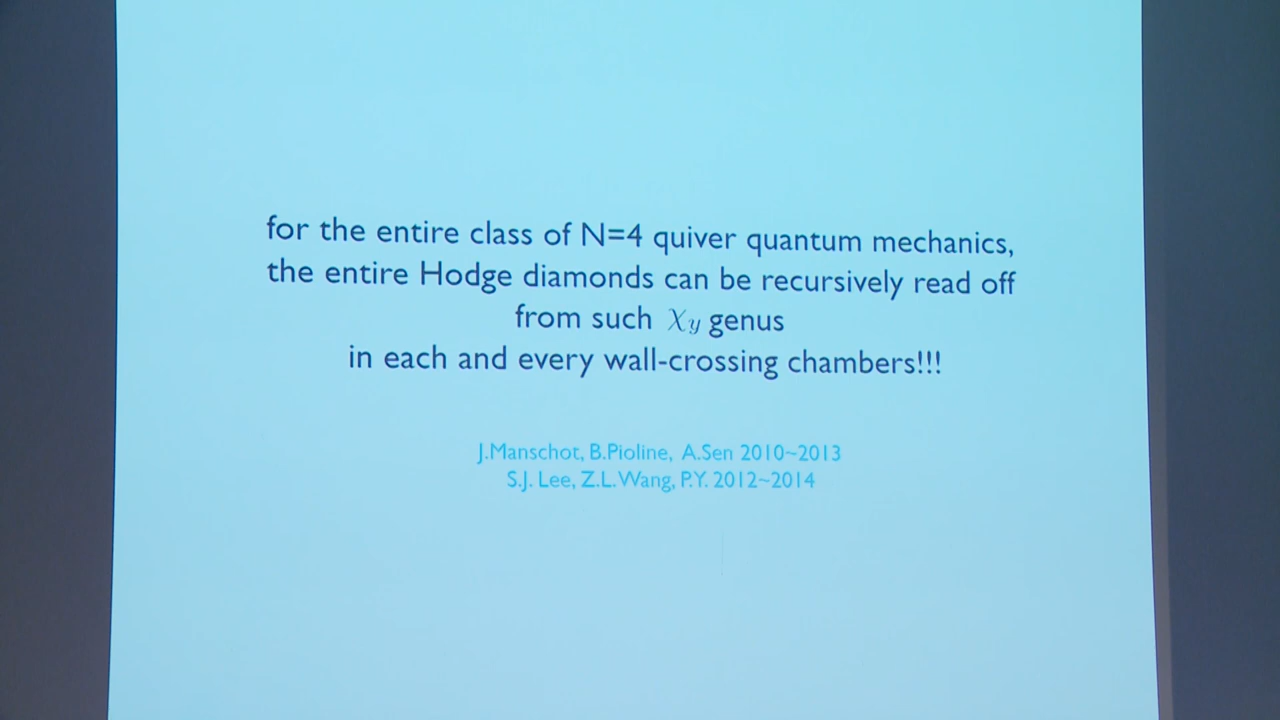 for the entire class of N=4 quiver quantum mechanics,
the entire Hodge diamonds can be recursively read off
from such χy genus
in each and every wall-crossing chambers!!!
J.Manschot, B.Pioline, A.Sen 2010~2013
S.J. Lee, Z.L.Wang, P.Y. 2012~2014